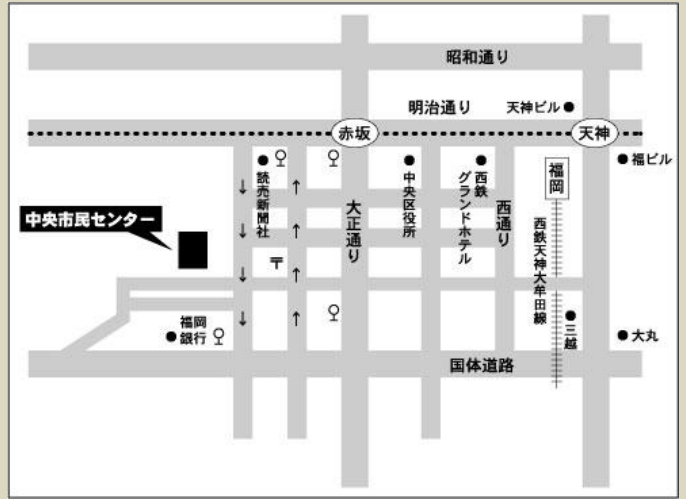 昭和通り
明治通り
天神ビル
赤坂
天神
福ビル
読売新聞社
中央区役所
西鉄
グランドホテル
西通り
福岡
大正通り
西鉄天神大牟田線
中央市民センター
〒
福岡
銀行
三越
大丸
国体道路